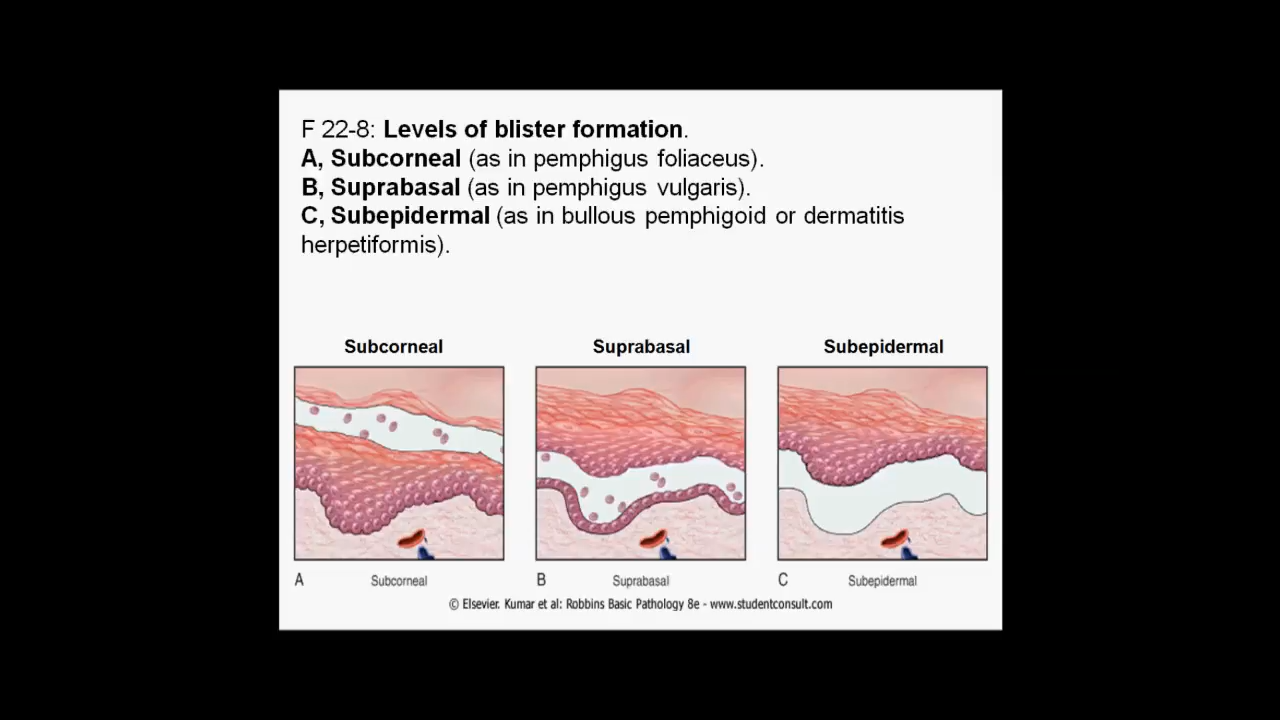 F 22-8: Levels of blister formation.
A, Subcorneal (as in pemphigus foliaceus).
B, Suprabasal (as in pemphigus vulgaris).
C, Subepidermal (as in bullous pemphigoid or dermatitis
herpetiformis).
Subcorneal Suprabasal Subepidermal
A Subcorneal B Suprabasal C Subepidermal
© Elsevier. Kumar et al: Robbins Basic Pathology 8e - www.studentconsult.com